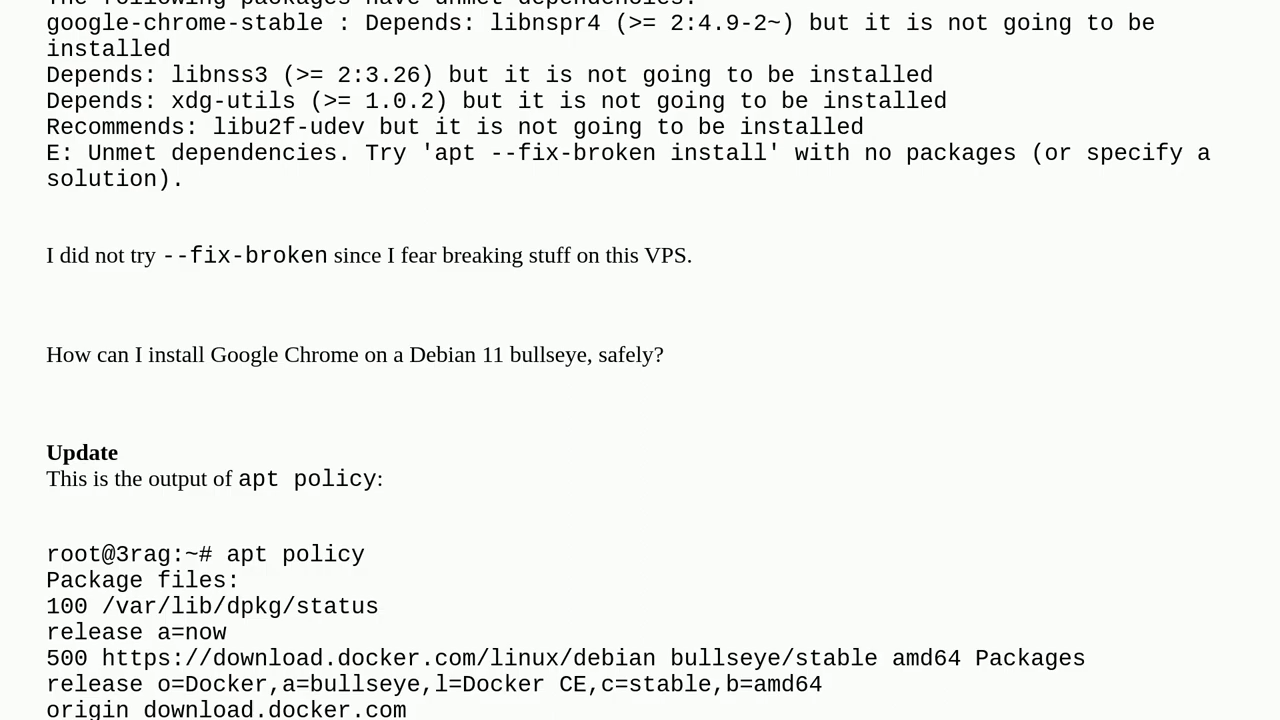 The following packages have unmet dependencies:
google-chrome-stable : Depends: libnspr4 (>= 2:4.9-2~) but it is not going to be
installed
Depends: libnss3 (>= 2:3.26) but it is not going to be installed
Depends: xdg-utils (>= 1.0.2) but it is not going to be installed
Recommends: libu2f-udev but it is not going to be installed
E: Unmet dependencies. Try 'apt --fix-broken install' with no packages (or specify a
solution).
I did not try --fix-broken since I fear breaking stuff on this VPS.
How can I install Google Chrome on a Debian 11 bullseye, safely?
Update
This is the output of apt policy:
root@3rag:~# apt policy
Package files:
100 /var/lib/dpkg/status
release a=now
500 https://download.docker.com/linux/debian bullseye/stable amd64 Packages
release o=Docker,a=bullseye,l=Docker CE,c=stable,b=amd64
origin download.docker.com